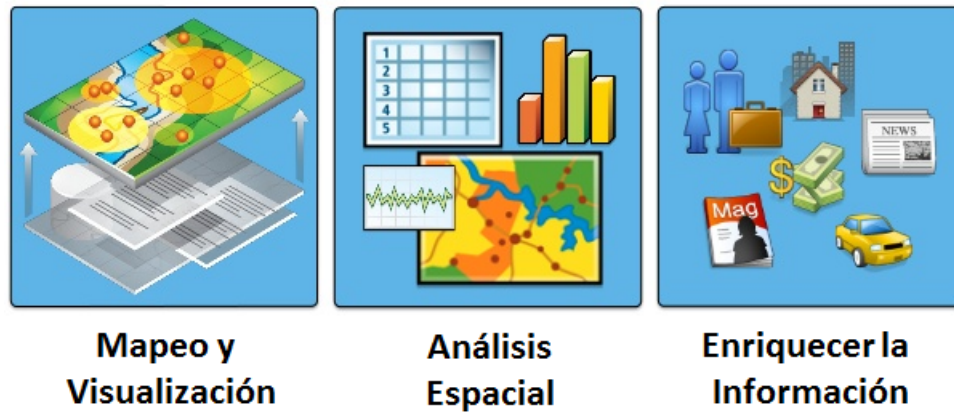 1
2
3
4
5
NEWS
$
Mag
Mapeo y
Visualización
Análisis
Espacial
Enriquecer la
Información